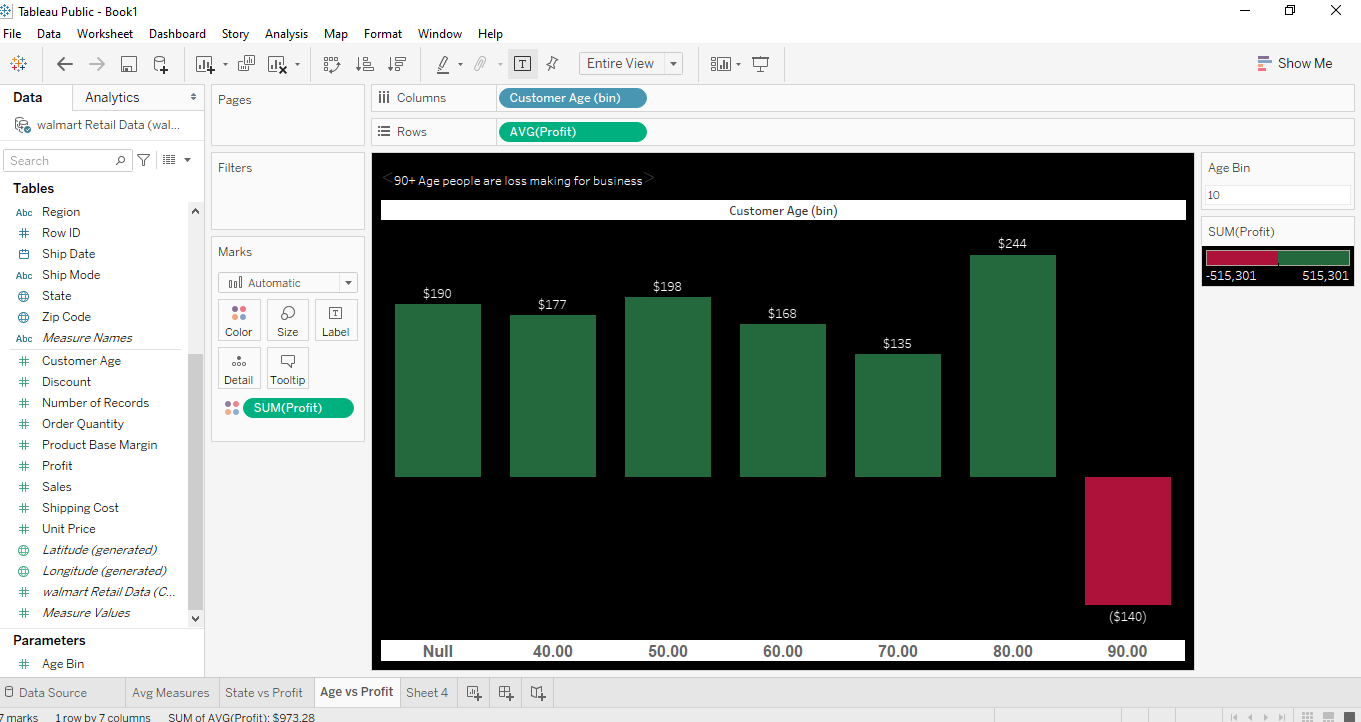 Tableau Public - Book1
File Data Worksheet Dashboard Story Analysis Map Format Window Help
Entire View
Show Me
Data Analytics
walmart Retail Data (wal...
Search
Tables
Abc Region
Row ID
Ship Date
Abc Ship Mode
State
Zip Code
Abc Measure Names
Customer Age
Discount
Number of Records
Order Quantity
Product Base Margin
Profit
Sales
Shipping Cost
Unit Price
Latitude (generated)
Longitude (generated)
walmart Retail Data (C...
Measure Values
Parameters
Age Bin
Pages
Filters
Marks
Automatic
Color Size Label
Detail Tooltip
SUM(Profit)
Columns Customer Age (bin)
Rows AVG(Profit)
<90+ Age people are loss making for business>
Customer Age (bin)
$190 $177 $198 $168 $135 $244 ($140)
Null 40.00 50.00 60.00 70.00 80.00 90.00
Age Bin
10
SUM(Profit)
-515,301 515,301
Data Source Avg Measures State vs Profit Age vs Profit Sheet 4
7 marks 1 row by 7 columns SUM of AVG(Profit): $973.28